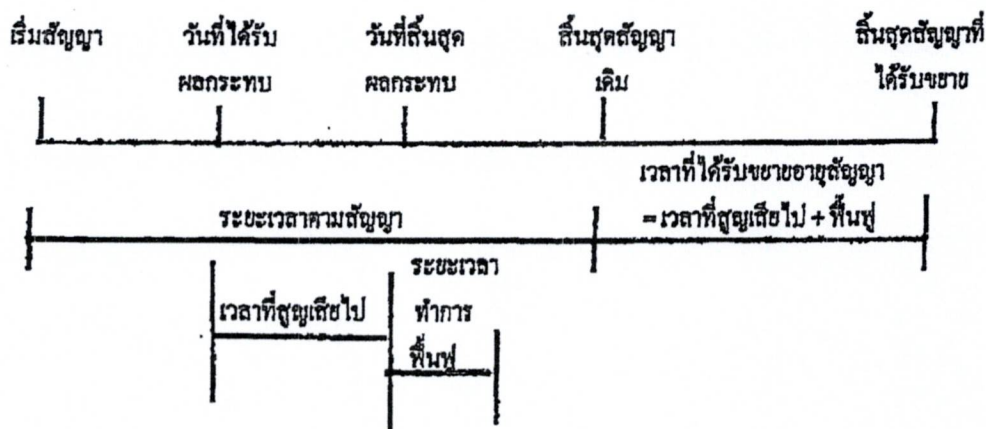 เริ่มสัญญา วันที่ได้รับ วันที่สิ้นสุด สิ้นสุดสัญญา สิ้นสุดสัญญาที่
ผลกระทบ ผลกระทบ เดิม ได้รับขยาย
เวลาที่ได้รับขยายอายุสัญญา
ระยะเวลาตามสัญญา =เวลาที่สูญเสียไป + ฟื้นฟู
ระยะเวลา
เวลาที่สูญเสียไป ทำการ
ฟื้นฟู